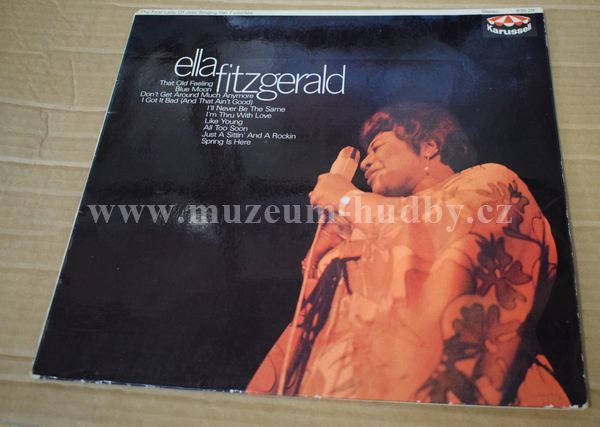 The First Lady Of Jazz Singing Her Favorites
Stereo
Karussell
ella
fitzgerald
That Old Feeling
Blue Moon
Don't Get Around Much Anymore
I Got It Bad (And That Ain't Good)
I'll Never Be The Same
I'm Thru With Love
Like Young
All Too Soon
Just A Sittin' And A Rockin
Spring Is Here
www.muzeum-hudby.cz